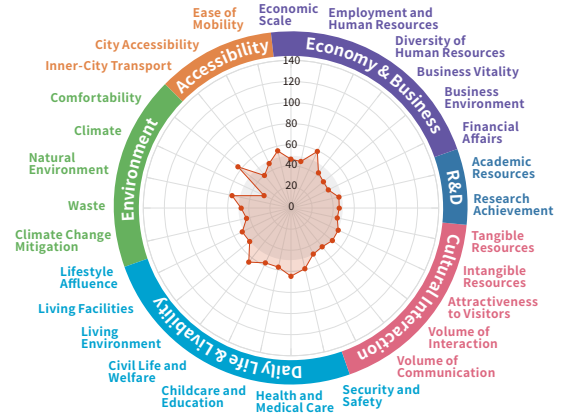 Economic
Scale
Employment and
Human Resources
Diversity of
Human Resources
Business Vitality
Business
Environment
Financial
Affairs
Academic
Resources
Research
Achievement
Tangible
Resources
Intangible
Resources
Attractiveness
to Visitors
Volume of
Interaction
Volume of
Communication
Security and
Safety
Health and
Medical Care
Childcare and
Education
Civil Life and
Welfare
Living
Environment
Living Facilities
Lifestyle
Affluence
Climate Change
Mitigation
Waste
Natural
Environment
Climate
Comfortability
Inner-City Transport
City Accessibility
Ease of
Mobility
Economy & Business
R&D
Cultural Interaction
Daily Life & Livability
Environment
Accessibility
140
120
100
80
60
40
20
0